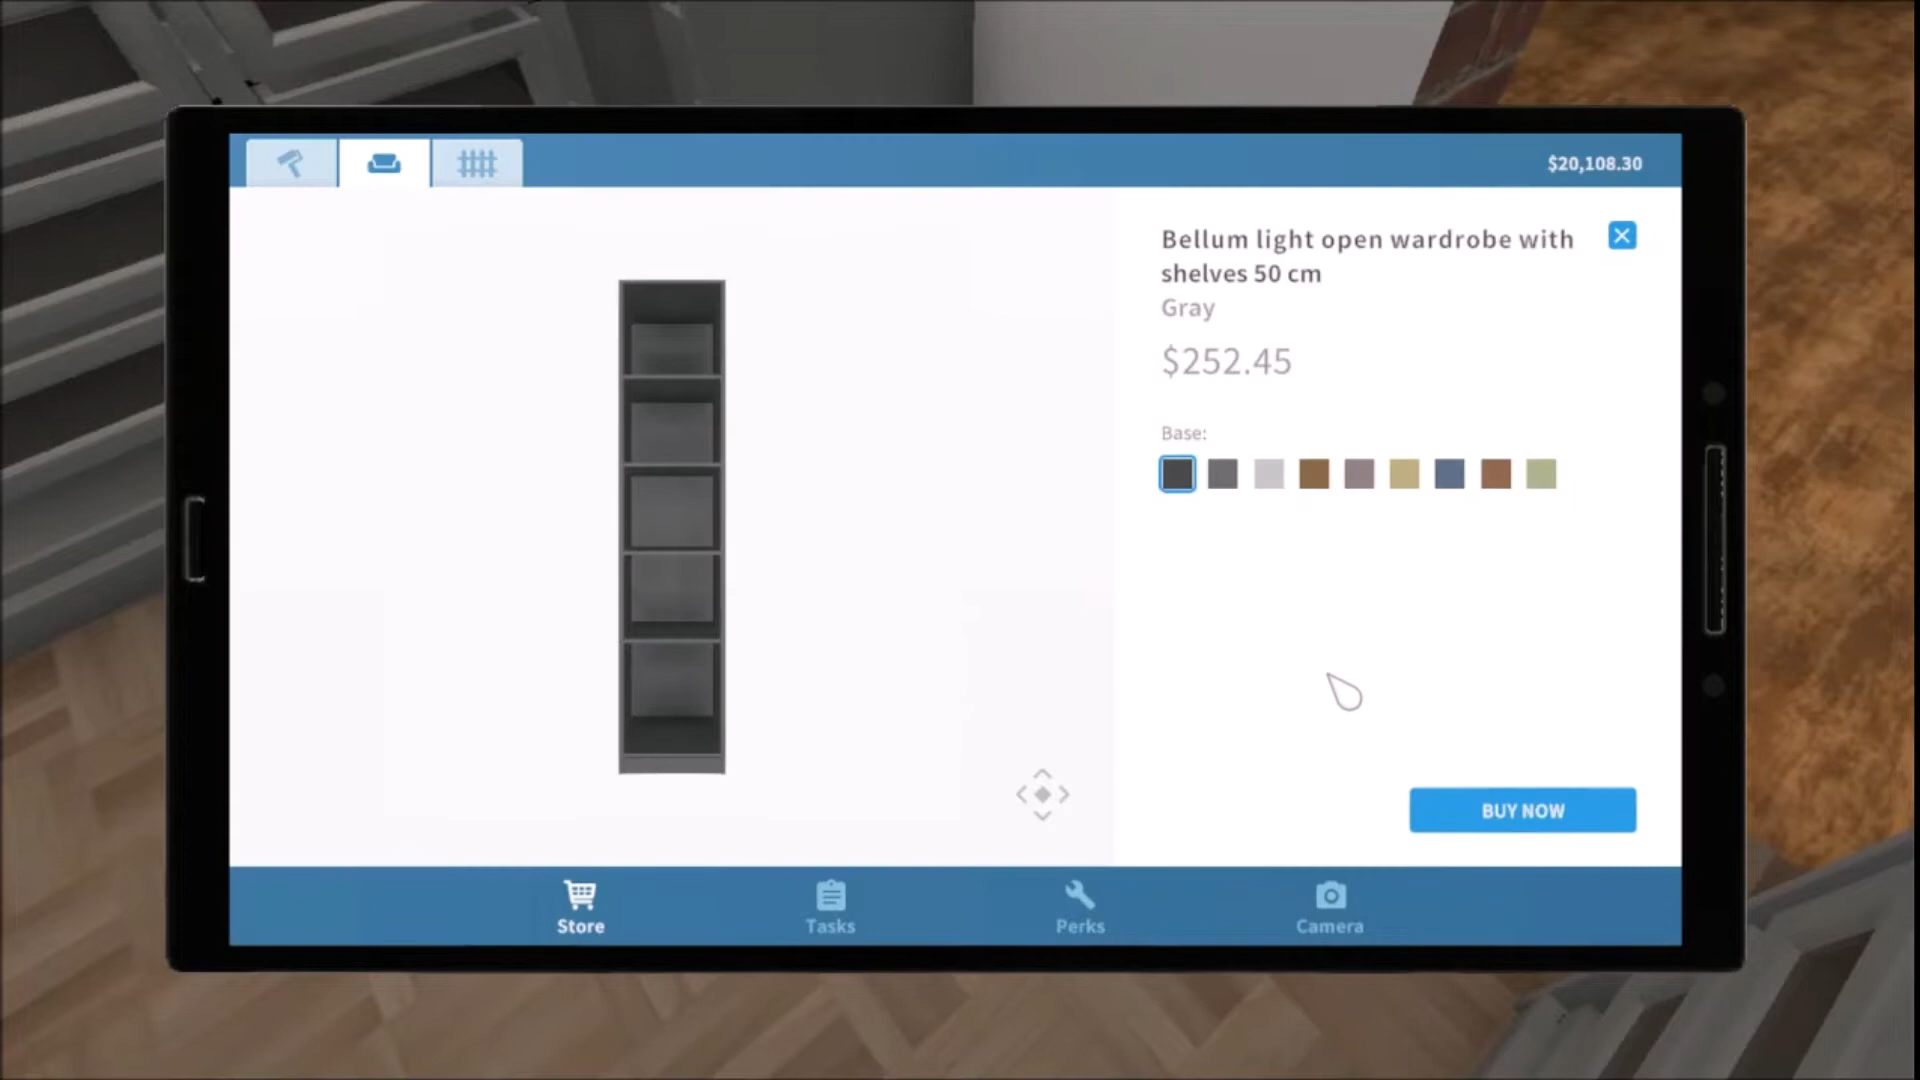 $20,108.30
Bellum light open wardrobe with
shelves 50 cm
Gray
$252.45
Base:
BUY NOW
Store
Tasks
Perks
Camera